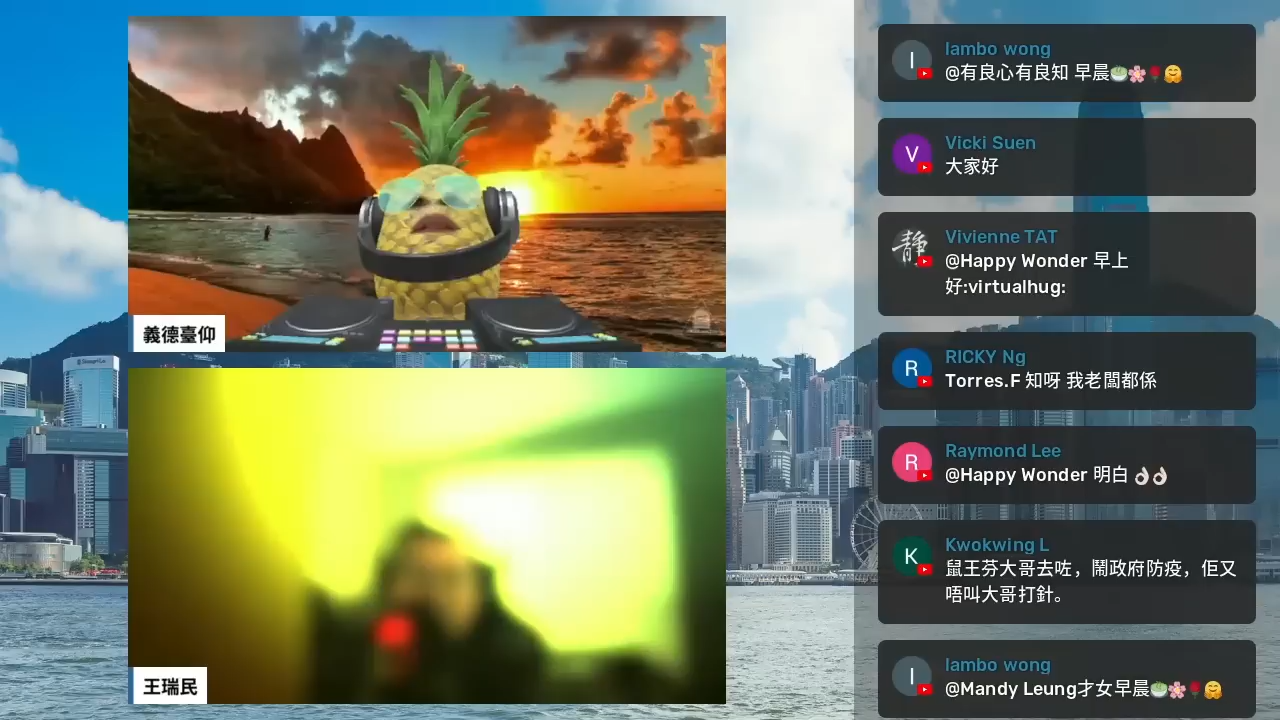 義德臺仰
王瑞民
Iambo wong
@有良心有良知 早晨🍵🌸🌹🤗
Vicki Suen
大家好
Vivienne TAT
@Happy Wonder 早上
好:virtualhug:
RICKY Ng
Torres.F 知呀 我老闆都係
Raymond Lee
@Happy Wonder 明白 👌🏻👌🏻
Kwokwing L
鼠王芬大哥去咗，鬧政府防疫，佢又
唔叫大哥打針。
Iambo wong
@Mandy Leung才女早晨🍵🌸🌹🤗